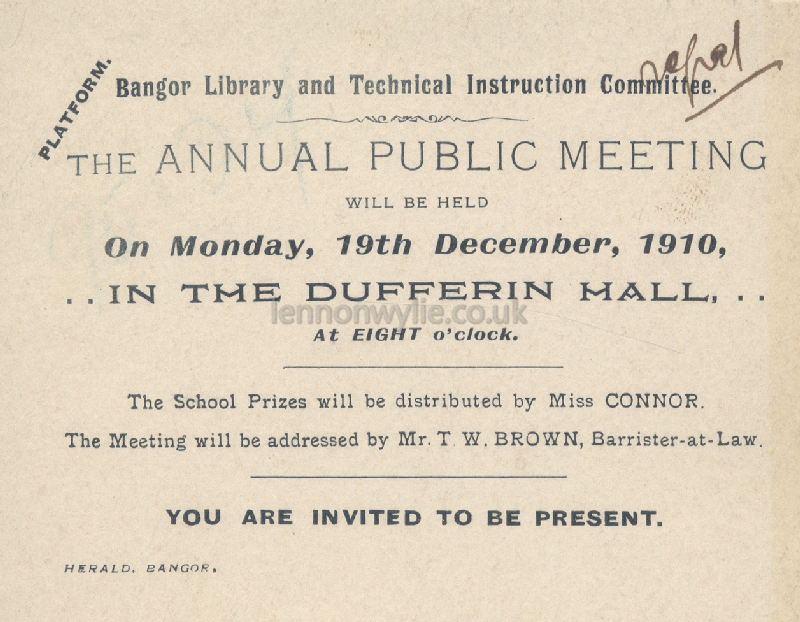 PLATFORM.
Bangor Library and Technical Instruction Committee.
THE ANNUAL PUBLIC MEETING
WILL BE HELD
On Monday, 19th December, 1910,
. . IN THE DUFFERIN HALL, . .
lennonwylie.co.uk
At EIGHT o'clock.
The School Prizes will be distributed by Miss CONNOR.
The Meeting will be addressed by Mr. T. W. BROWN, Barrister-at-Law.
YOU ARE INVITED TO BE PRESENT.
HERALD, BANGOR.